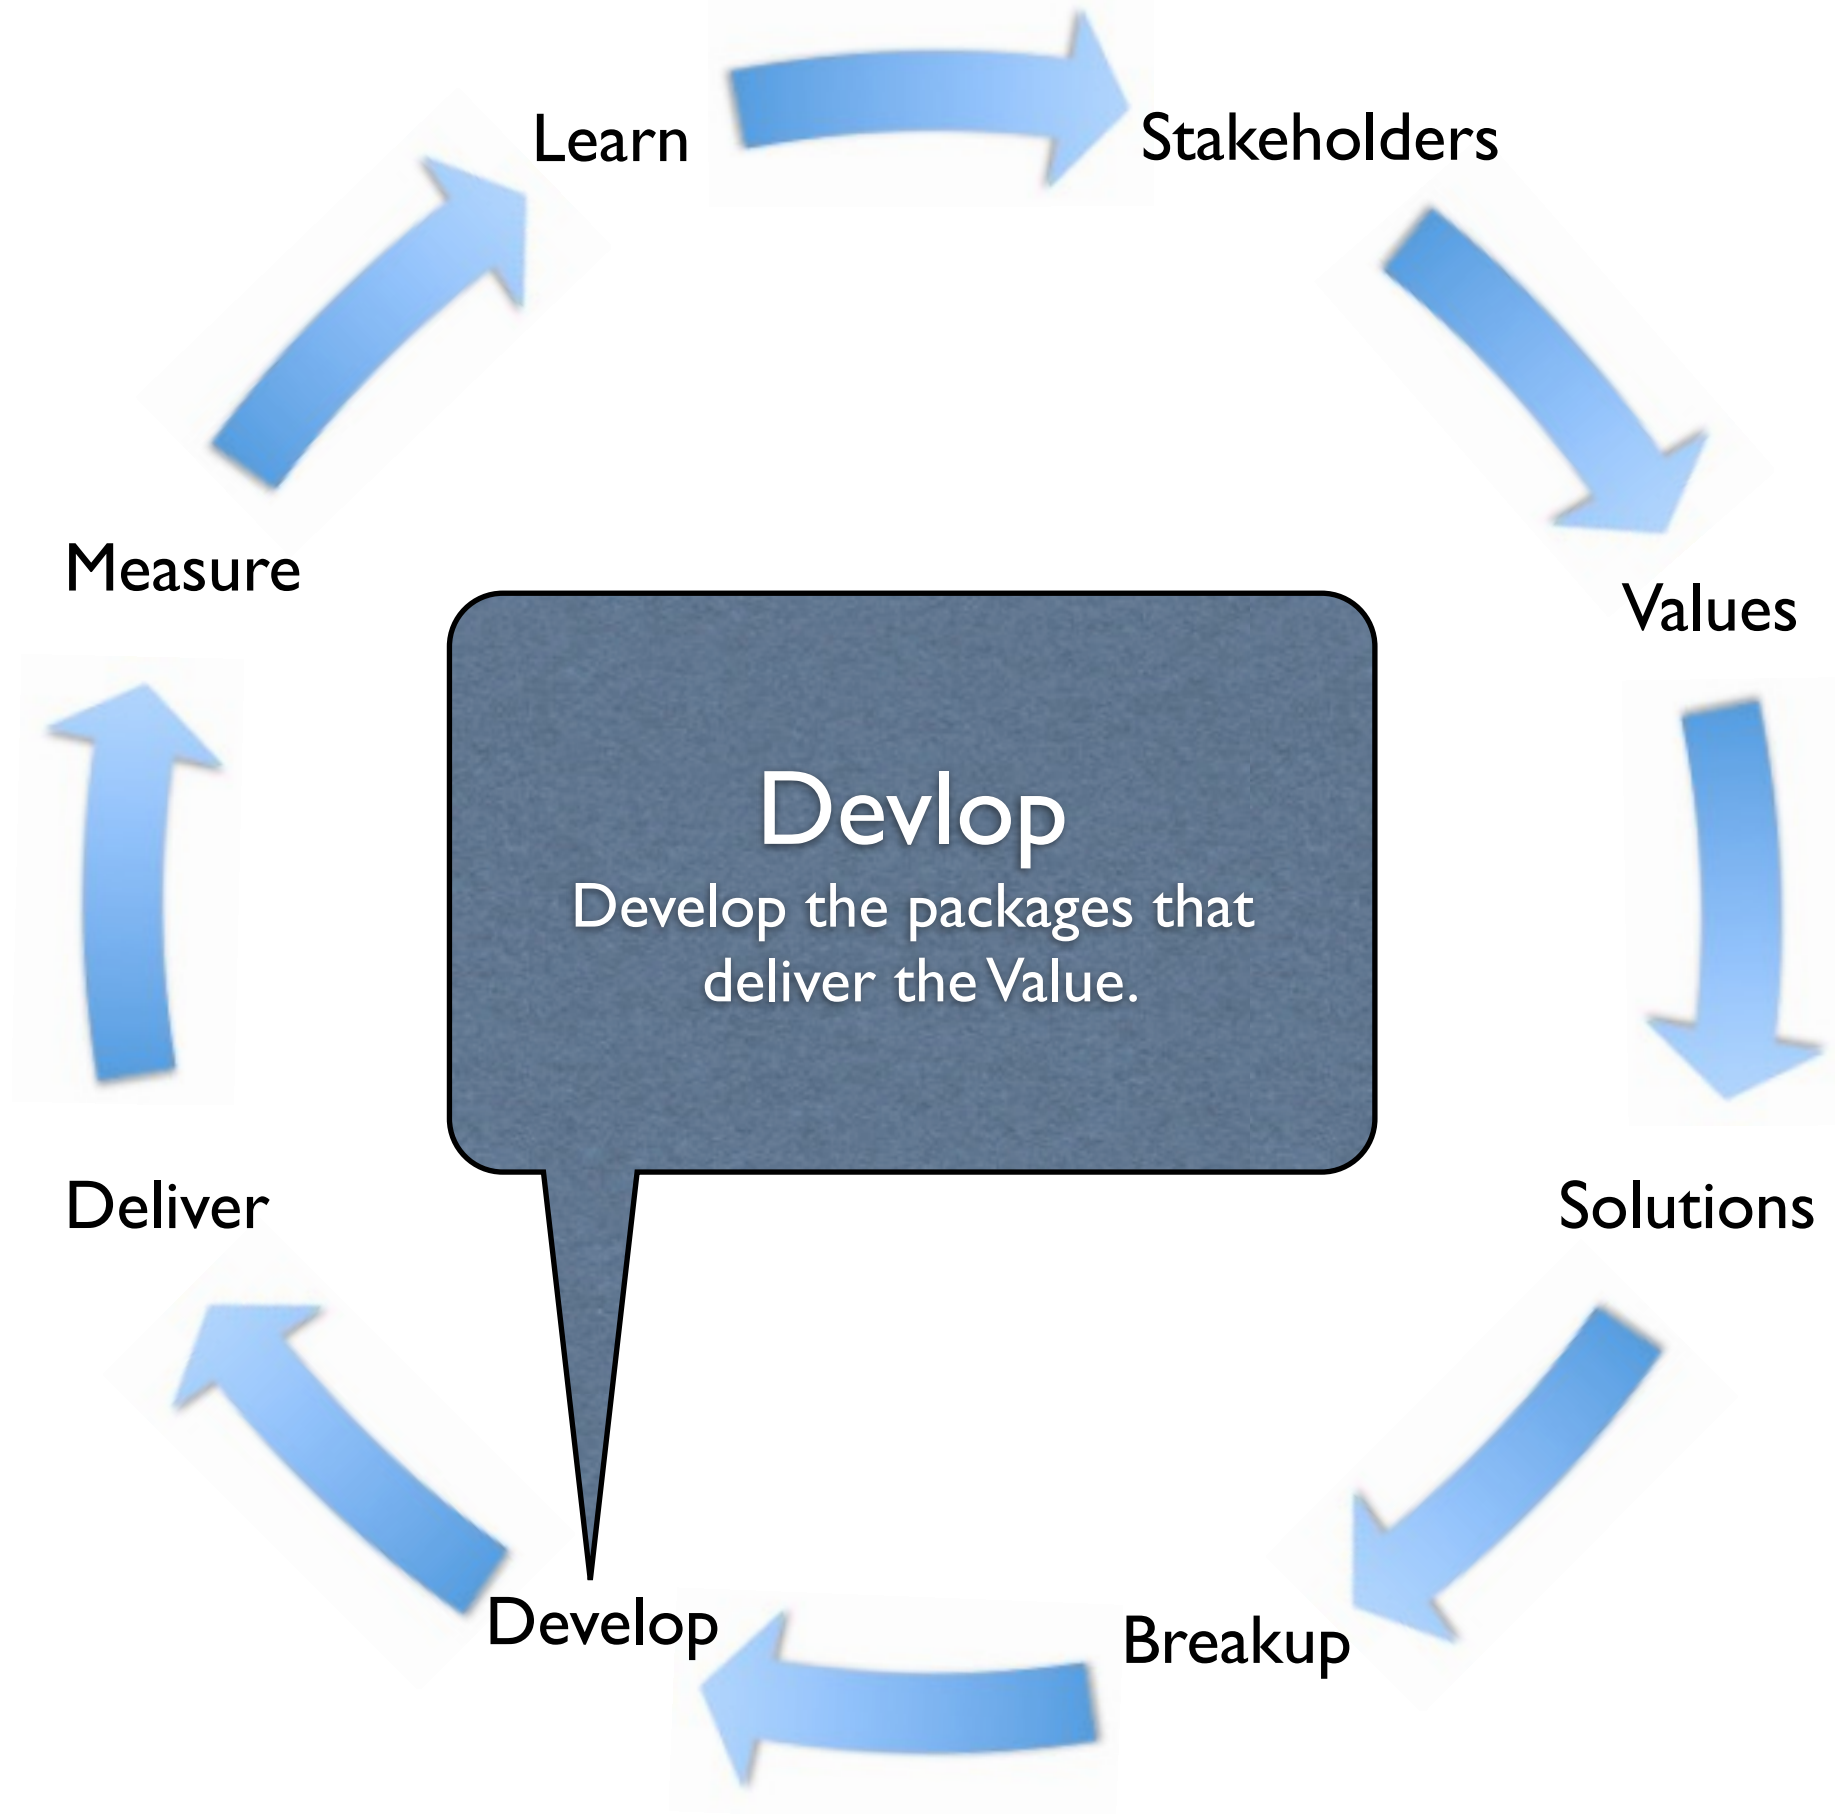 Learn
Stakeholders
Measure
Values
Devlop
Develop the packages that
deliver the Value.
Deliver
Solutions
Develop
Breakup